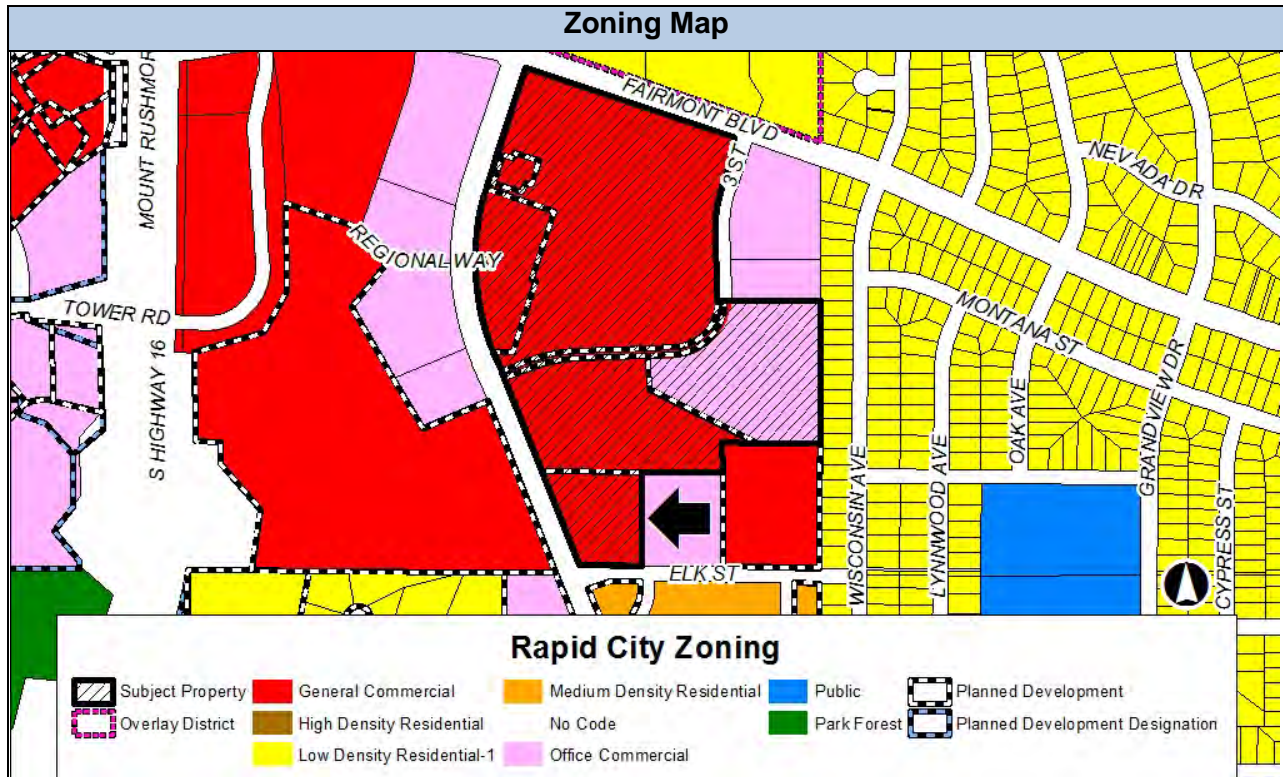 Zoning Map
MOUNT RUSHMOR
FAIRMONT BLVD
3 ST
NEVADA DR
REGIONAL WAY
TOWER RD
MONTANA ST
S HIGHWAY 16
WISCONSIN AVE
LYNNWOOD AVE
OAK AVE
GRANDVIEW DR
CYPRESS ST
ELK ST
Rapid City Zoning
Subject Property
General Commercial
Medium Density Residential
Public
Planned Development
Overlay District
High Density Residential
No Code
Park Forest
Planned Development Designation
Low Density Residential-1
Office Commercial